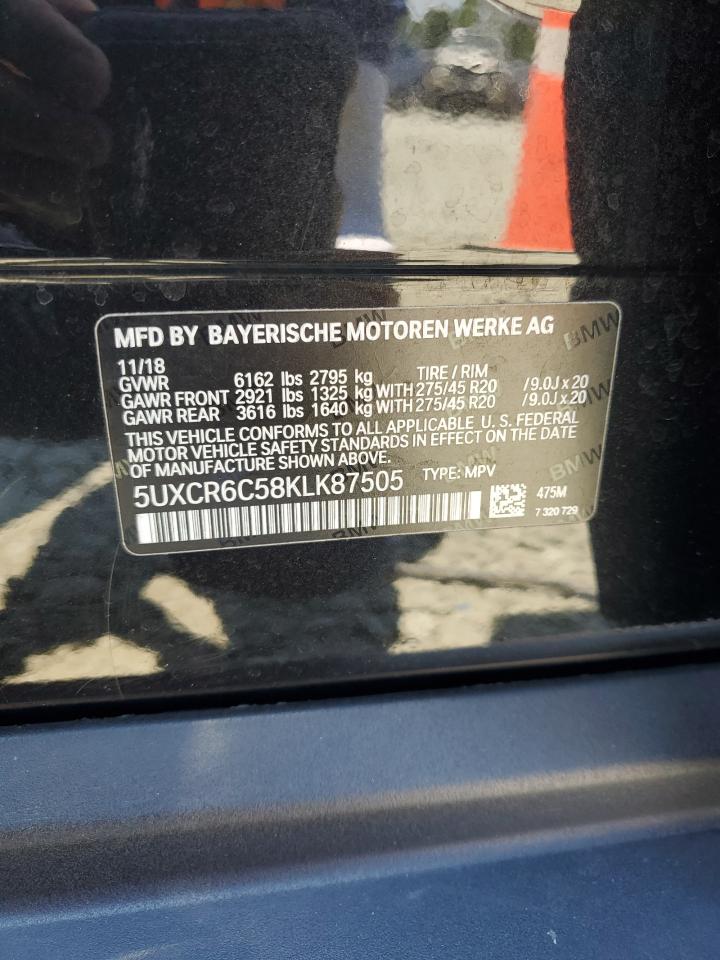 MFD BY BAYERISCHE MOTOREN WERKE AG
11/18 TIRE / RIM
GVWR 6162 lbs 2795 kg
GAWR FRONT 2921 lbs 1325 kg WITH 275/45 R20 / 9.0J x 20
GAWR REAR 3616 lbs 1640 kg WITH 275/45 R20 / 9.0J x 20
THIS VEHICLE CONFORMS TO ALL APPLICABLE U. S. FEDERAL
MOTOR VEHICLE SAFETY STANDARDS IN EFFECT ON THE DATE
OF MANUFACTURE SHOWN ABOVE.
5UXCR6C58KLK87505 TYPE: MPV
475M
7 320 729